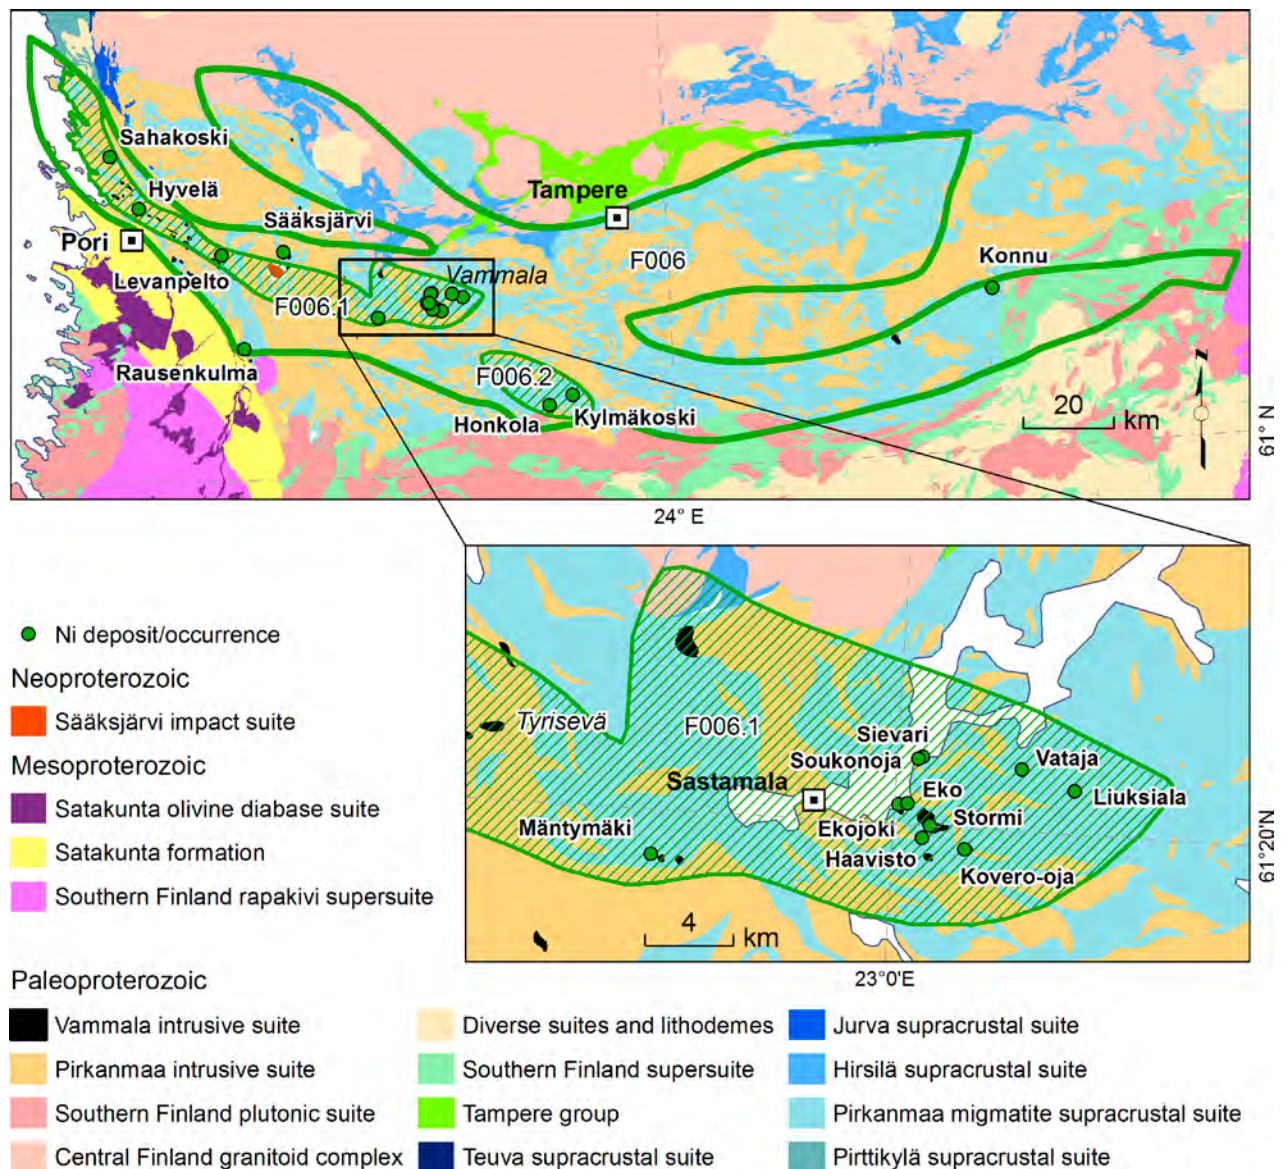 Sahakoski
Hyvelä
Sääksjärvi
Tampere
Pori
Levanpelto
Vammala
F006
Konnu
F006.1
Rausenkulma
F006.2
Honkola
Kylmäkoski
20
km
61° N
24° E
Tyrisevä
F006.1
Sievari
Soukonoja
Vataja
Sastamala
Eko
Liuksiala
Ekojoki
Stormi
Mäntymäki
Haavisto
Kovero-oja
4
km
61°20'N
23°0'E
Ni deposit/occurrence
Neoproterozoic
Sääksjärvi impact suite
Mesoproterozoic
Satakunta olivine diabase suite
Satakunta formation
Southern Finland rapakivi supersuite
Paleoproterozoic
Vammala intrusive suite
Pirkanmaa intrusive suite
Southern Finland plutonic suite
Central Finland granitoid complex
Diverse suites and lithodemes
Southern Finland supersuite
Tampere group
Teuva supracrustal suite
Jurva supracrustal suite
Hirsilä supracrustal suite
Pirkanmaa migmatite supracrustal suite
Pirttikylä supracrustal suite